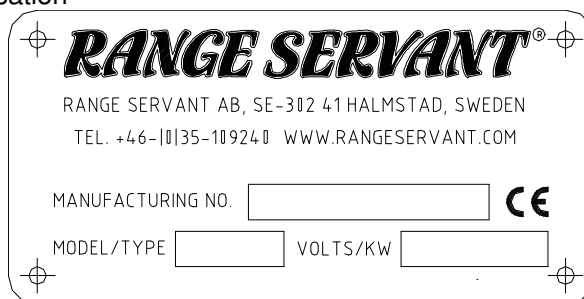 RANGE SERVANT®
RANGE SERVANT AB, SE-302 41 HALMSTAD, SWEDEN
TEL. +46-(0)35-109240 WWW.RANGESERVANT.COM
MANUFACTURING NO. CE
MODEL/TYPE VOLTS/KW